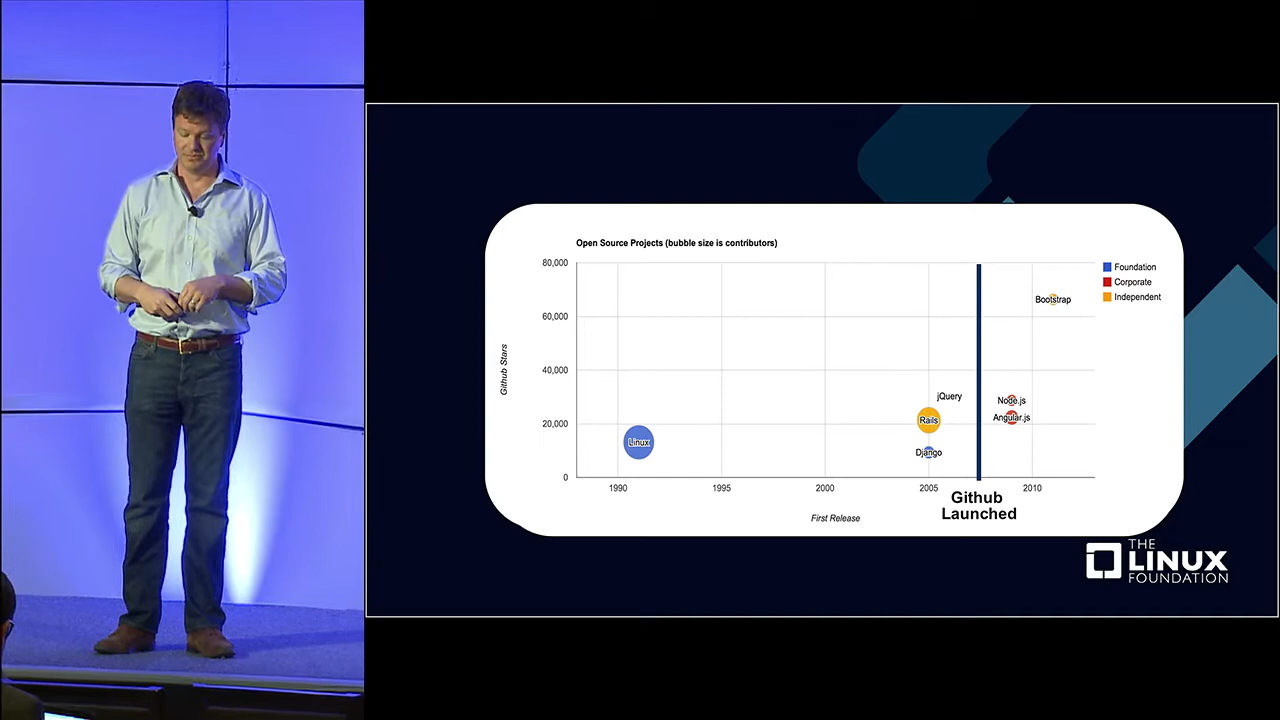 Open Source Projects (bubble size is contributors)
80,000
60,000
40,000
20,000
0
Github Stars
1990
1995
2000
2005
2010
First Release
Linux
Rails
Django
jQuery
Node.js
Angular.js
Bootstrap
Github
Launched
Foundation
Corporate
Independent
THE
LINUX
FOUNDATION